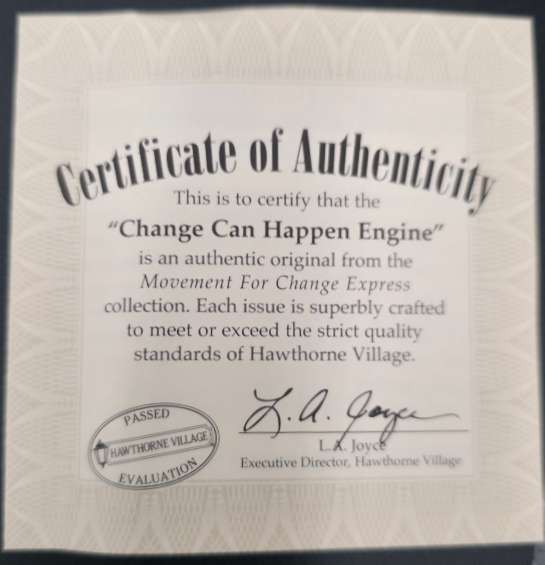 Certificate of Authenticity
This is to certify that the
"Change Can Happen Engine"
is an authentic original from the
Movement For Change Express
collection. Each issue is superbly crafted
to meet or exceed the strict quality
standards of Hawthorne Village.
PASSED
HAWTHORNE VILLAGE
EVALUATION
L. A. Joyce
L.A. Joyce
Executive Director, Hawthorne Village